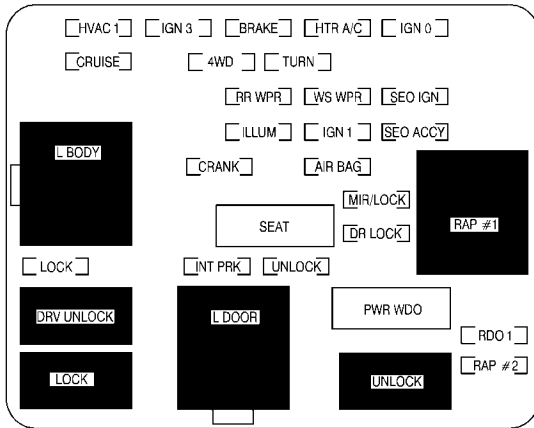 HVAC 1 IGN 3 BRAKE HTR A/C IGN 0
CRUISE 4WD TURN
RR WPR WS WPR SEO IGN
ILLUM IGN 1 SEO ACCY
L BODY
CRANK AIR BAG
MIR/LOCK
SEAT RAP #1
DR LOCK
LOCK INT PRK UNLOCK
DRV UNLOCK L DOOR PWR WDO
RDO 1
RAP #2
LOCK UNLOCK